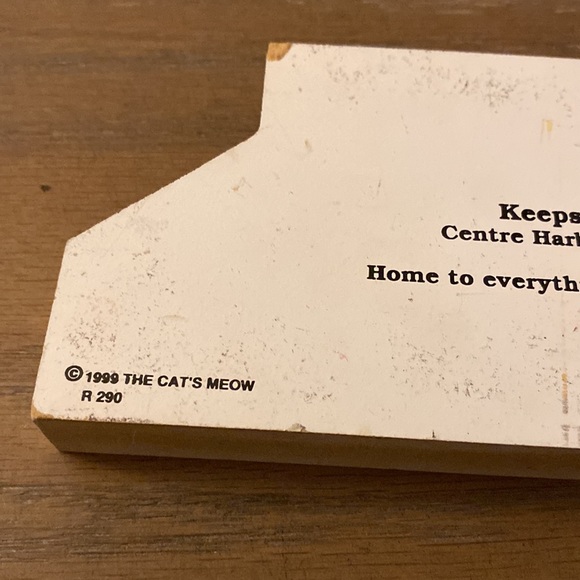 Keeps
Centre Harb
Home to everyth
© 1999 THE CAT'S MEOW
R 290